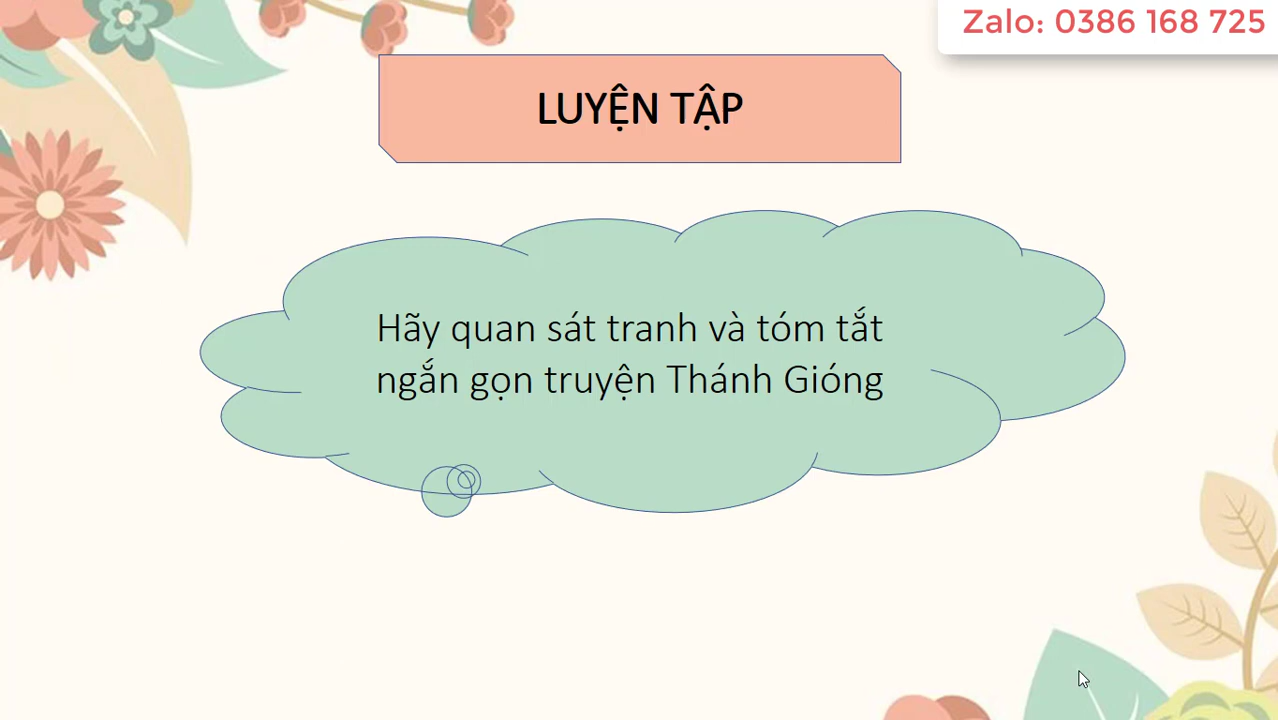 Zalo: 0386 168 725
LUYỆN TẬP
Hãy quan sát tranh và tóm tắt
ngắn gọn truyện Thánh Gióng